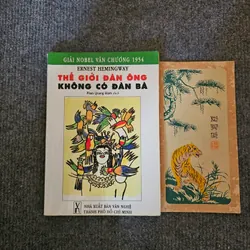 GIẢI NOBEL VĂN CHƯƠNG 1954
ERNEST HEMINGWAY
THẾ GIỚI ĐÀN ÔNG
KHÔNG CÓ ĐÀN BÀ
NHÀ XUẤT BẢN VĂN NGHỆ
THÀNH PHỐ HỒ CHÍ MINH